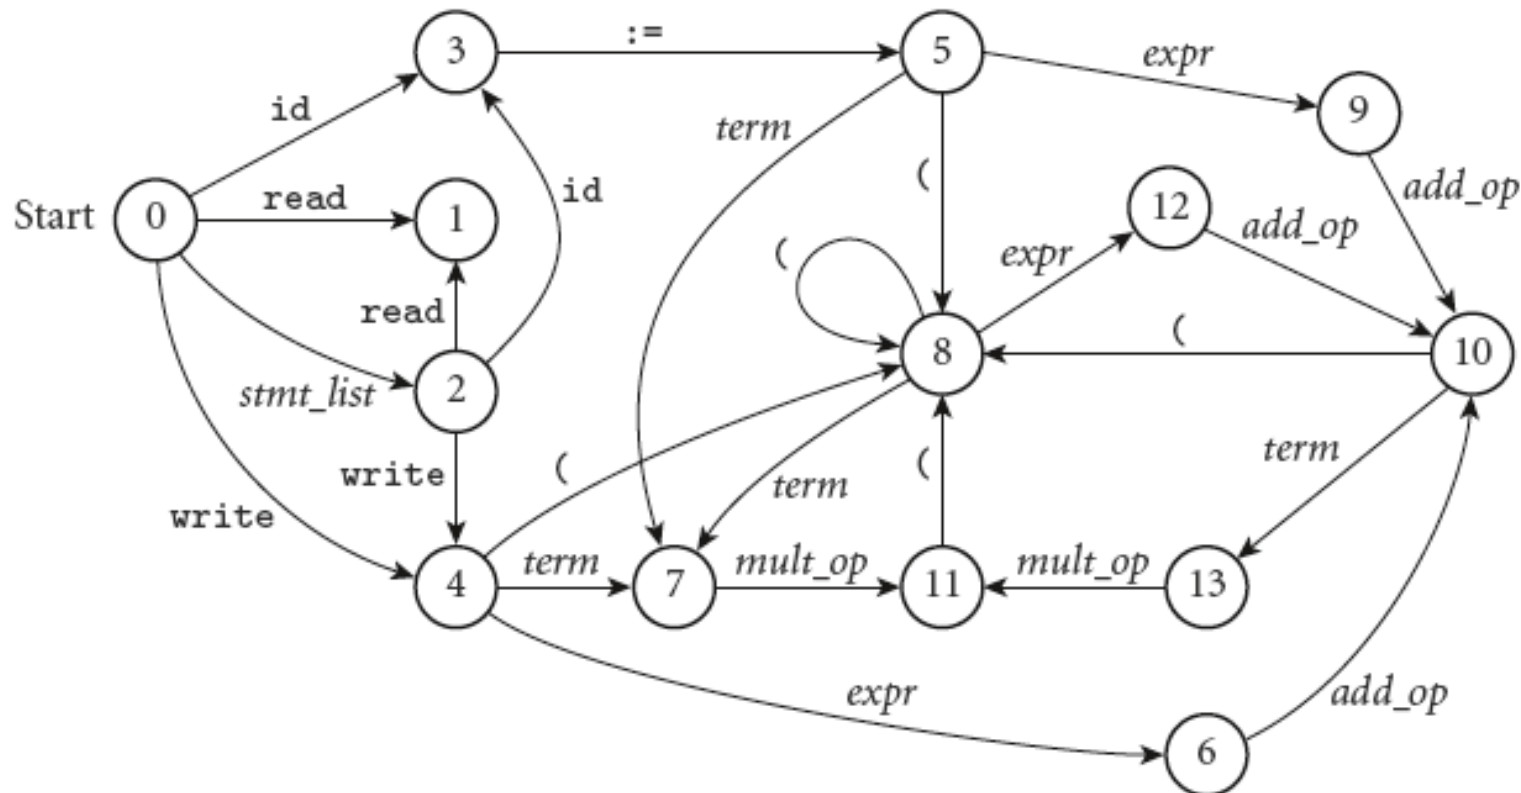 3
:=
5
expr
9
id
term
(
add_op
Start
0
read
1
id
12
add_op
(
expr
read
8
(
10
stmt_list
2
write
(
(
term
term
write
4
term
7
mult_op
11
mult_op
13
expr
add_op
6